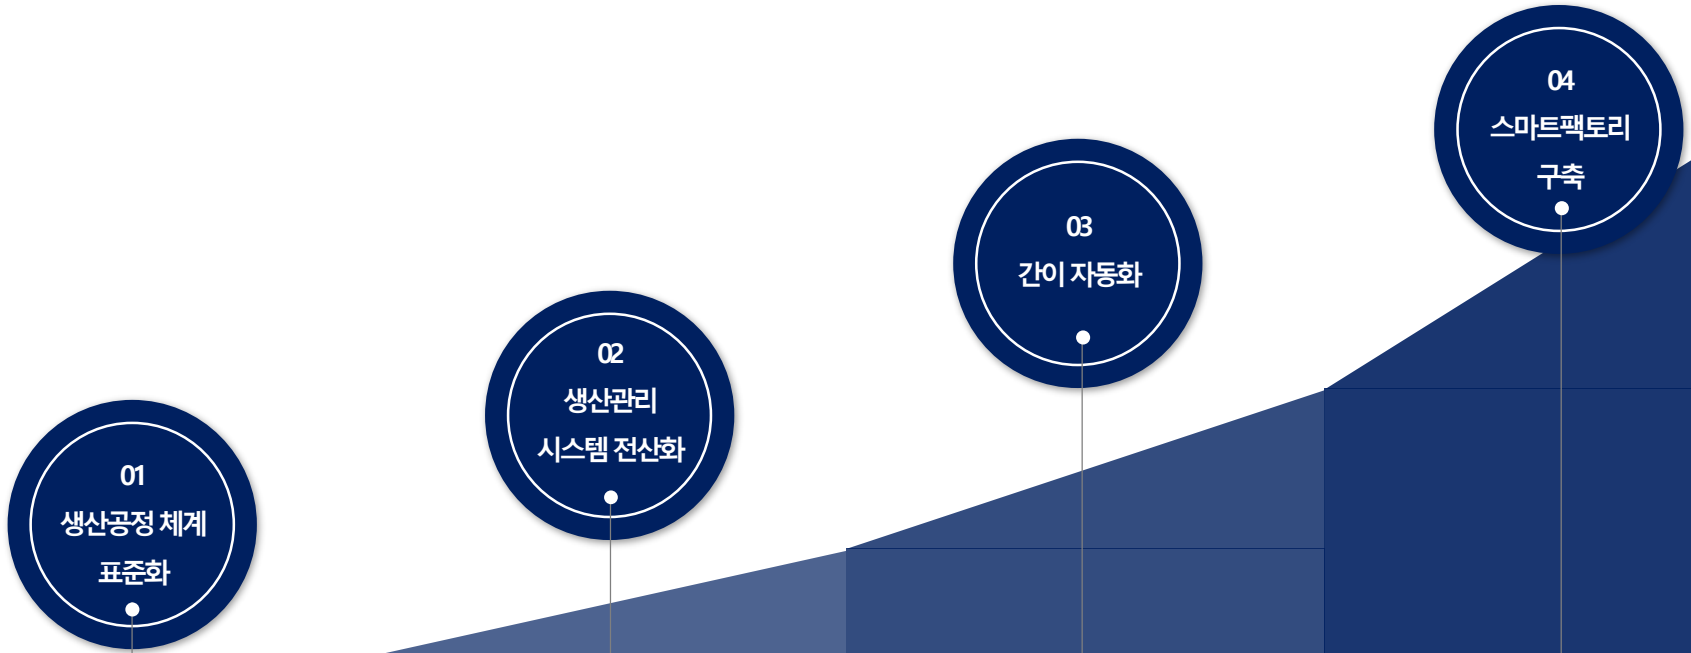 01
생산공정 체계
표준화
02
생산관리
시스템 전산화
03
간이 자동화
04
스마트팩토리
구축